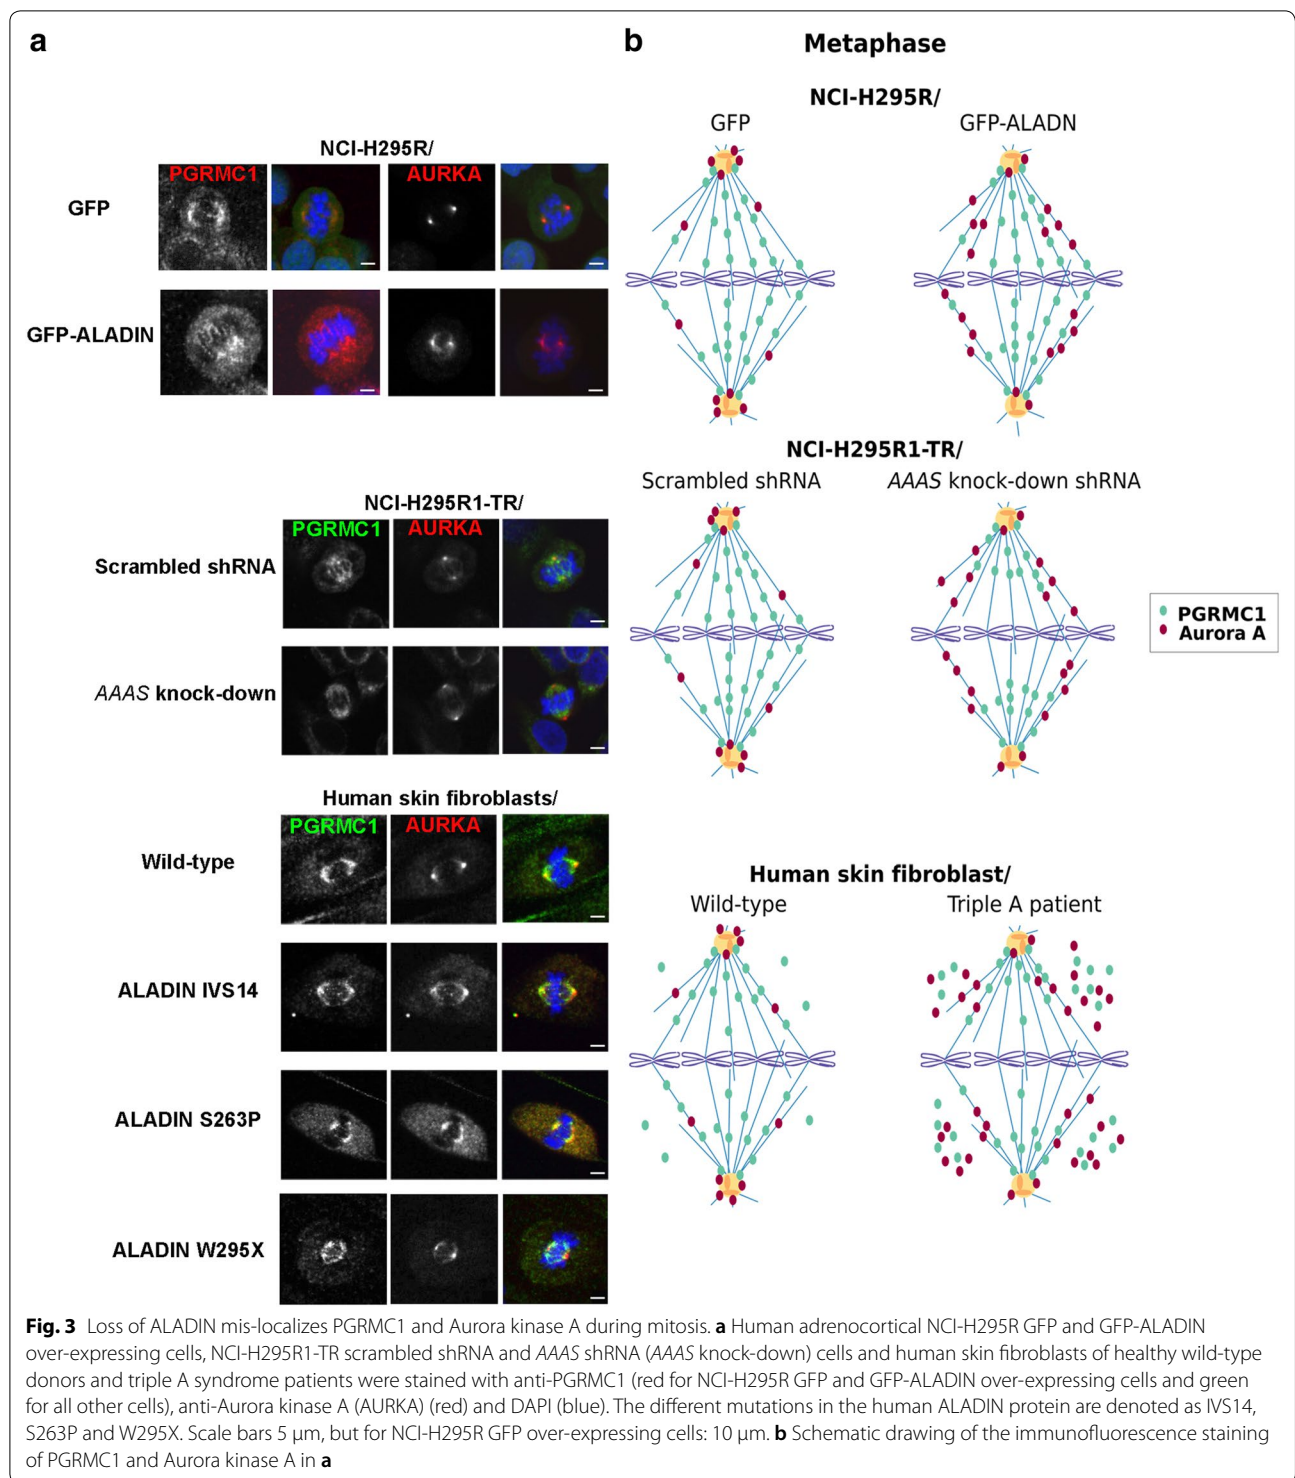 a
NCI-H295R/
PGRMC1
AURKA
GFP
GFP-ALADIN
NCI-H295R1-TR/
PGRMC1
AURKA
Scrambled shRNA
AAAS knock-down
Human skin fibroblasts/
PGRMC1
AURKA
Wild-type
ALADIN IVS14
ALADIN S263P
ALADIN W295X
b
Metaphase
NCI-H295R/
GFP
GFP-ALADN
NCI-H295R1-TR/
Scrambled shRNA
AAAS knock-down shRNA
PGRMC1
Aurora A
Human skin fibroblast/
Wild-type
Triple A patient
Fig. 3 Loss of ALADIN mis-localizes PGRMC1 and Aurora kinase A during mitosis. a Human adrenocortical NCI-H295R GFP and GFP-ALADIN
over-expressing cells, NCI-H295R1-TR scrambled shRNA and AAAS shRNA (AAAS knock-down) cells and human skin fibroblasts of healthy wild-type
donors and triple A syndrome patients were stained with anti-PGRMC1 (red for NCI-H295R GFP and GFP-ALADIN over-expressing cells and green
for all other cells), anti-Aurora kinase A (AURKA) (red) and DAPI (blue). The different mutations in the human ALADIN protein are denoted as IVS14,
S263P and W295X. Scale bars 5 µm, but for NCI-H295R GFP over-expressing cells: 10 µm. b Schematic drawing of the immunofluorescence staining
of PGRMC1 and Aurora kinase A in a